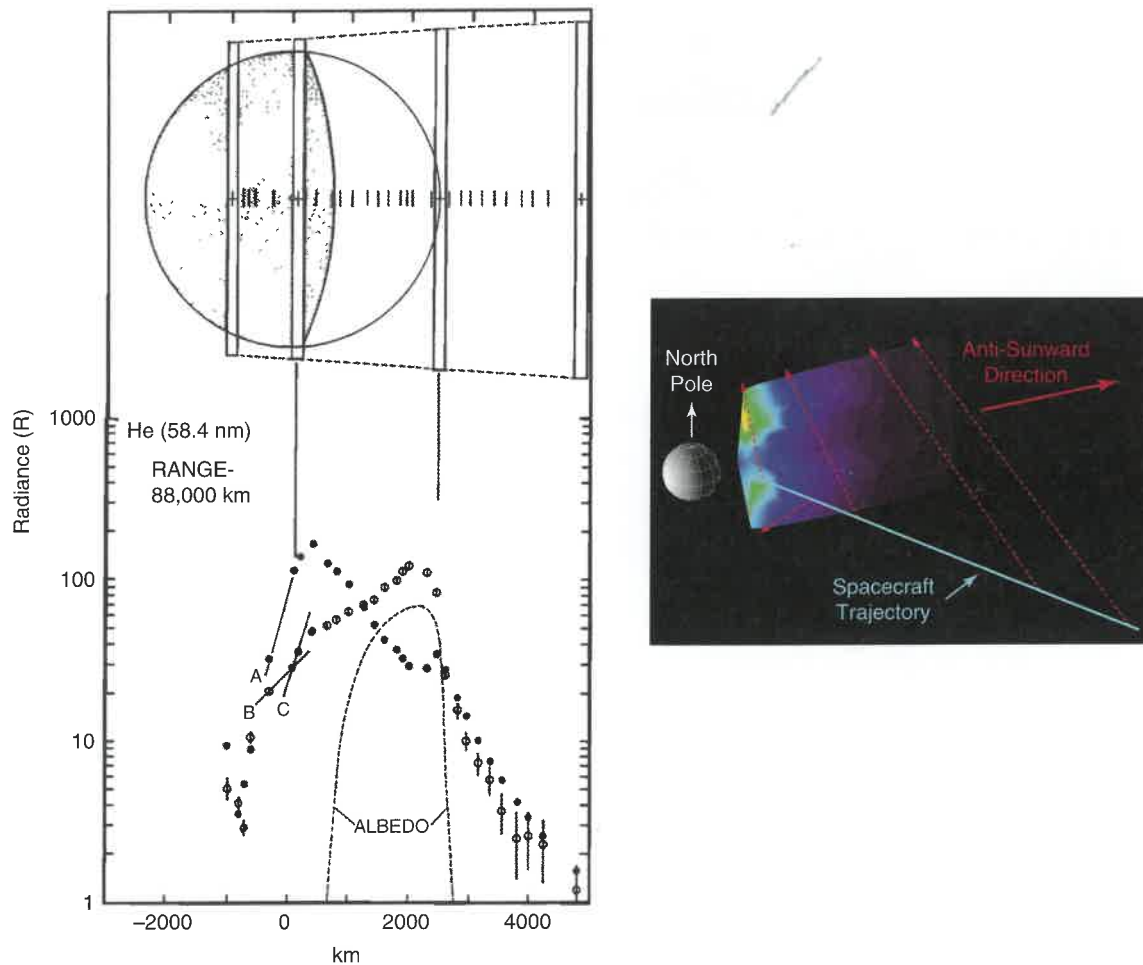 Radiance (R)
1000
100
10
1
He (58.4 nm)
RANGE-
88,000 km
A
B
C
ALBEDO
−2000
0
2000
4000
km
North
Pole
Anti-Sunward
Direction
Spacecraft
Trajectory